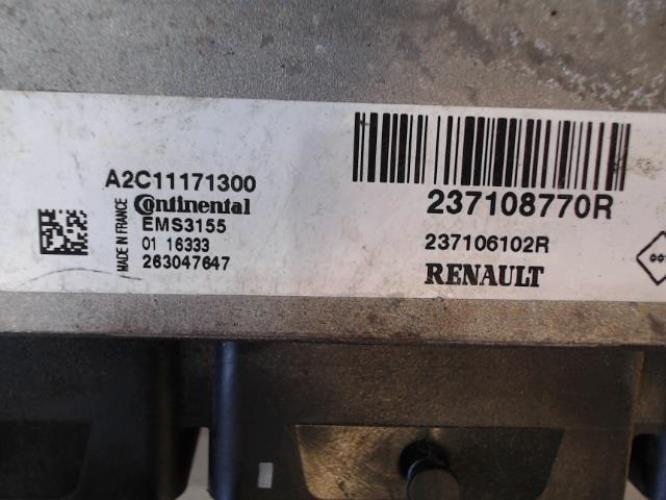 A2C11171300
MADE IN FRANCE
Continental
EMS3155
01 16333
263047647
237108770R
237106102R
RENAULT